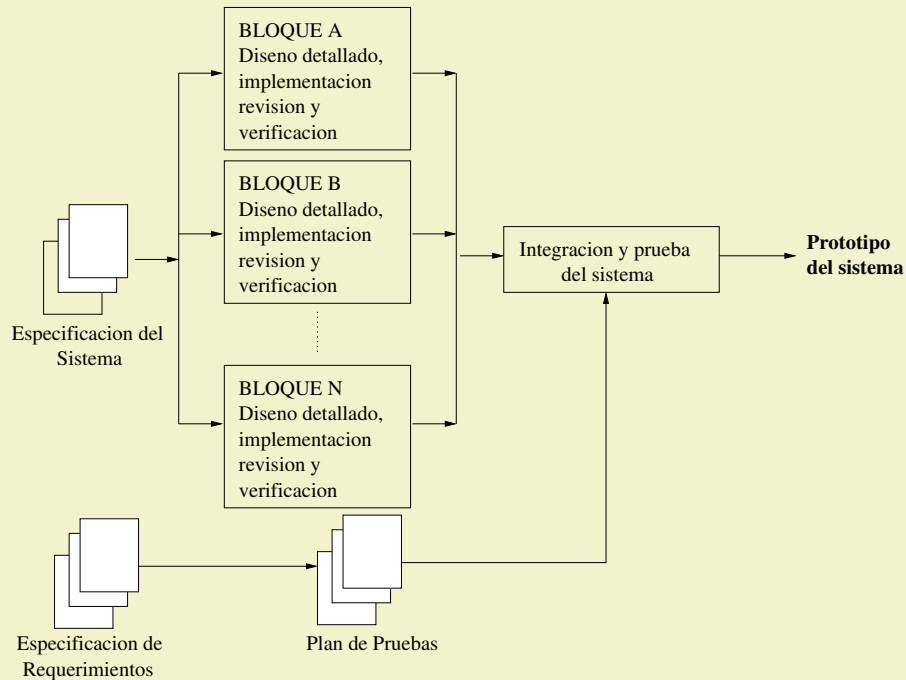 BLOQUE A
Diseno detallado,
implementacion
revision y
verificacion
BLOQUE B
Diseno detallado,
implementacion
revision y
verificacion
Especificacion del
Sistema
Integracion y prueba
del sistema
Prototipo
del sistema
BLOQUE N
Diseno detallado,
implementacion
revision y
verificacion
Especificacion de
Requerimientos
Plan de Pruebas